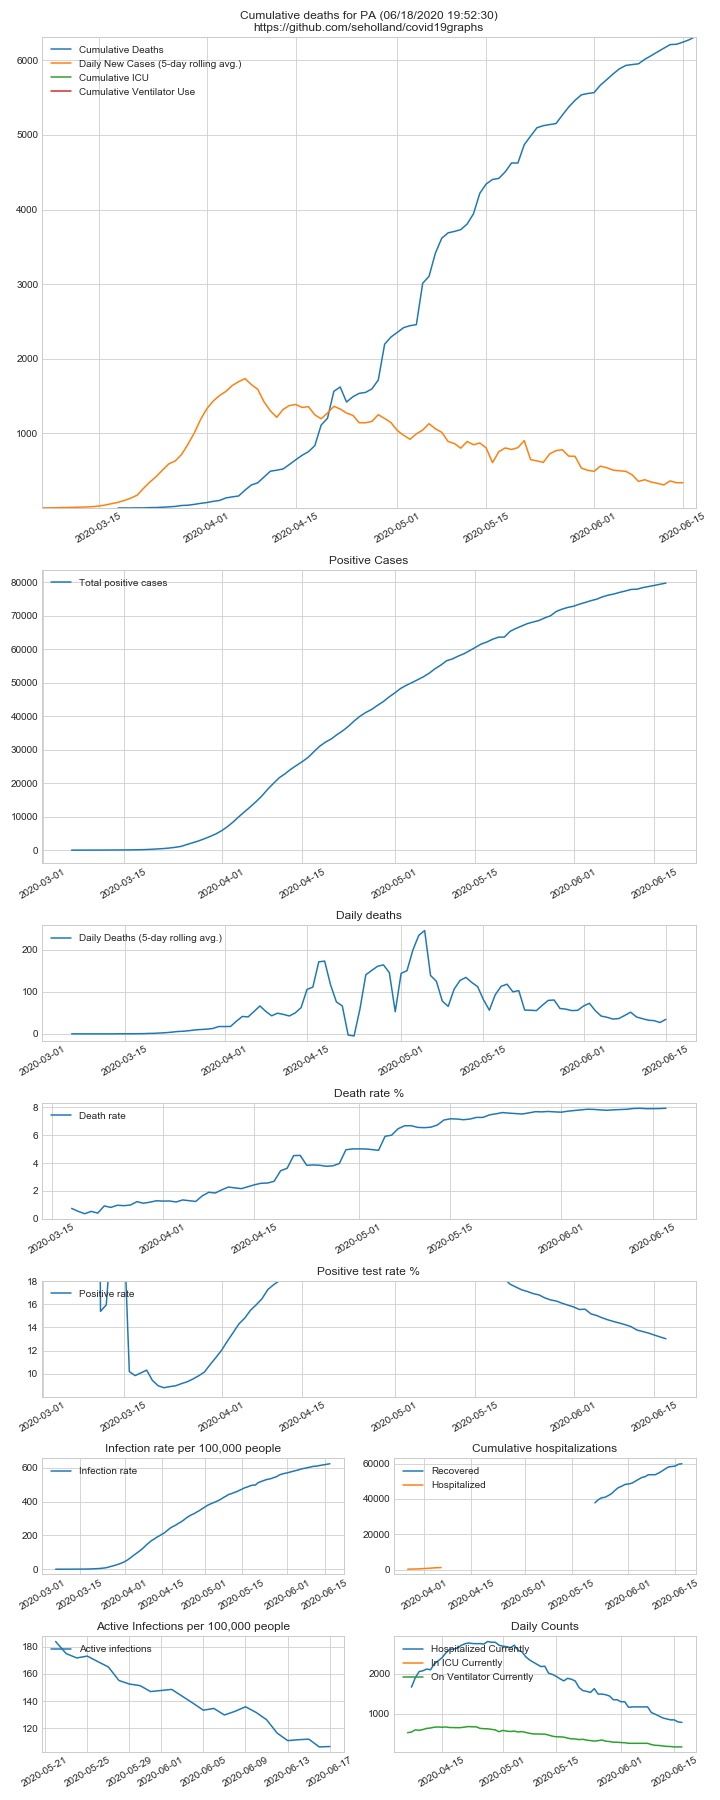 Cumulative deaths for PA (06/18/2020 19:52:30)
https://github.com/seholland/covid19graphs
Cumulative Deaths
Daily New Cases (5-day rolling avg.)
Cumulative ICU
Cumulative Ventilator Use
6000
5000
4000
3000
2000
1000
2020-03-15 2020-04-01 2020-04-15 2020-05-01 2020-05-15 2020-06-01 2020-06-15
Positive Cases
Total positive cases
80000
70000
60000
50000
40000
30000
20000
10000
0
2020-03-01 2020-03-15 2020-04-01 2020-04-15 2020-05-01 2020-05-15 2020-06-01 2020-06-15
Daily deaths
Daily Deaths (5-day rolling avg.)
200
100
0
2020-03-01 2020-03-15 2020-04-01 2020-04-15 2020-05-01 2020-05-15 2020-06-01 2020-06-15
Death rate %
Death rate
8
6
4
2
0
2020-03-15 2020-04-01 2020-04-15 2020-05-01 2020-05-15 2020-06-01 2020-06-15
Positive test rate %
Positive rate
18
16
14
12
10
2020-03-01 2020-03-15 2020-04-01 2020-04-15 2020-05-01 2020-05-15 2020-06-01 2020-06-15
Infection rate per 100,000 people
Infection rate
600
400
200
0
2020-03-01 2020-03-15 2020-04-01 2020-04-15 2020-05-01 2020-05-15 2020-06-01 2020-06-15
Cumulative hospitalizations
Recovered
Hospitalized
60000
40000
20000
0
2020-04-01 2020-04-15 2020-05-01 2020-05-15 2020-06-01 2020-06-15
Active Infections per 100,000 people
Active infections
180
160
140
120
2020-05-21 2020-05-25 2020-05-29 2020-06-01 2020-06-05 2020-06-09 2020-06-13 2020-06-17
Daily Counts
Hospitalized Currently
In ICU Currently
On Ventilator Currently
2000
1000
2020-04-15 2020-05-01 2020-05-15 2020-06-01 2020-06-15